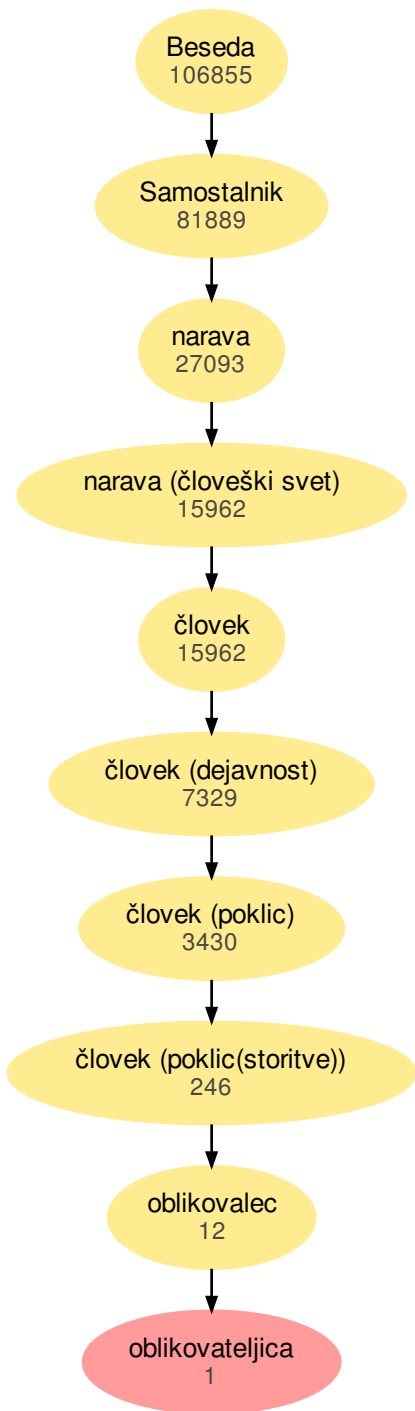 Beseda
106855
Samostalnik
81889
narava
27093
narava (človeški svet)
15962
človek
15962
človek (dejavnost)
7329
človek (poklic)
3430
človek (poklic(storitve))
246
oblikovalec
12
oblikovateljica
1